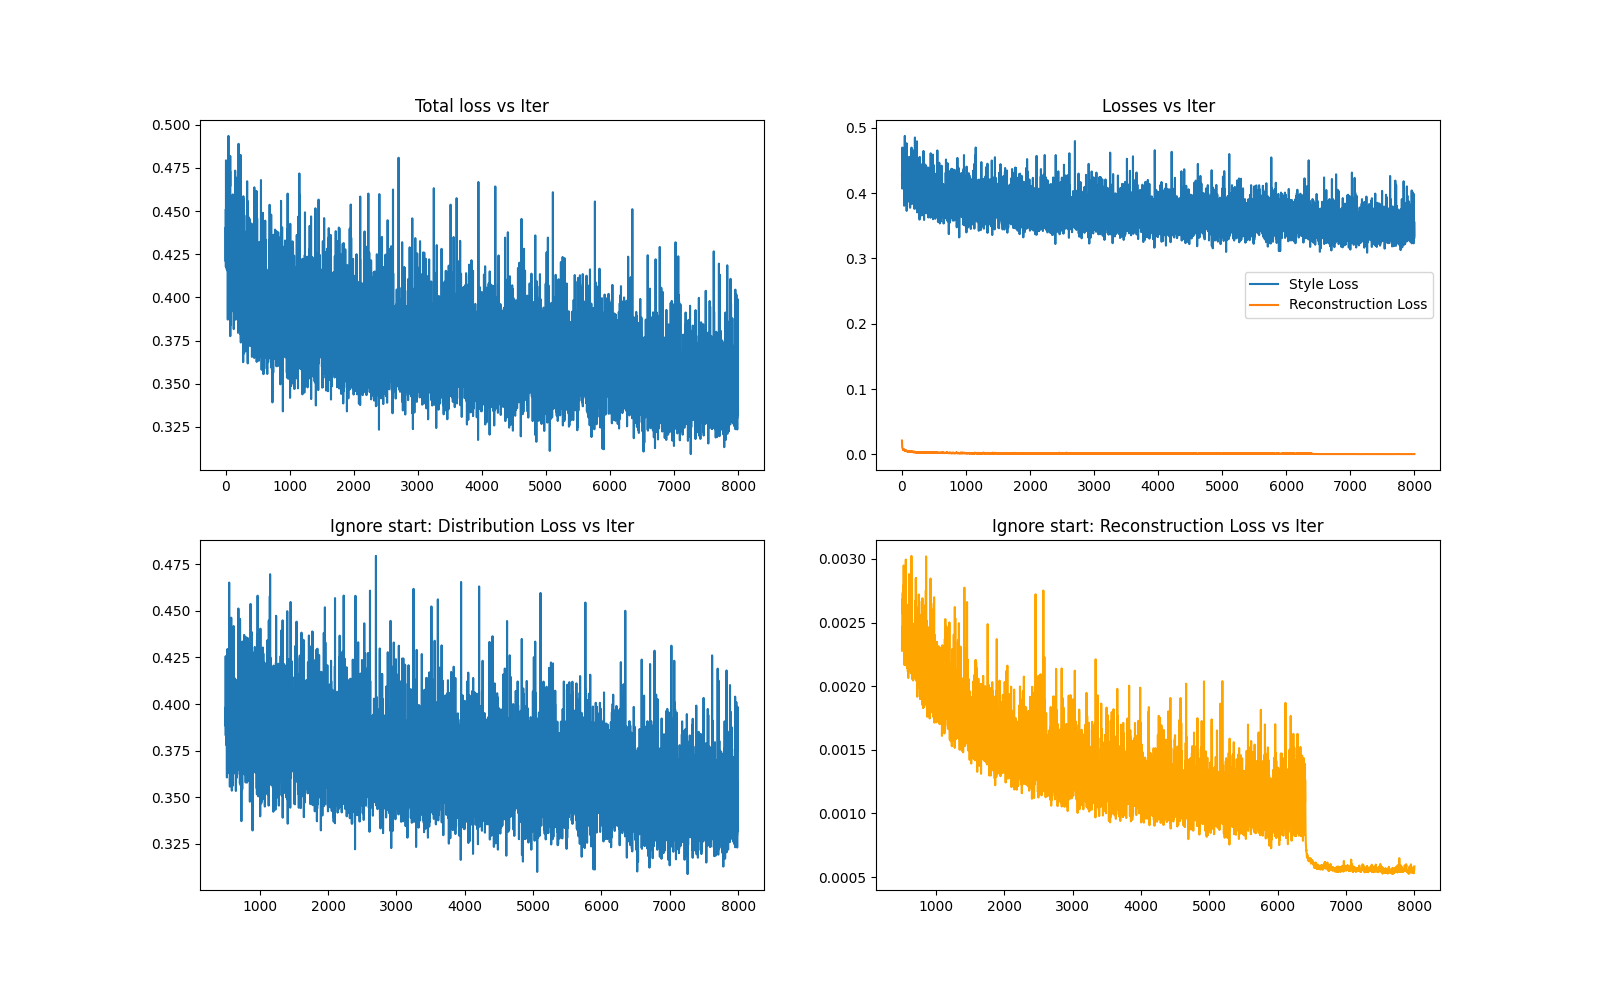 Total loss vs Iter
0.500
0.475
0.450
0.425
0.400
0.375
0.350
0.325
0 1000 2000 3000 4000 5000 6000 7000 8000
Losses vs Iter
0.5
0.4
0.3
0.2
0.1
0.0
Style Loss
Reconstruction Loss
0 1000 2000 3000 4000 5000 6000 7000 8000
Ignore start: Distribution Loss vs Iter
0.475
0.450
0.425
0.400
0.375
0.350
0.325
1000 2000 3000 4000 5000 6000 7000 8000
Ignore start: Reconstruction Loss vs Iter
0.0030
0.0025
0.0020
0.0015
0.0010
0.0005
1000 2000 3000 4000 5000 6000 7000 8000